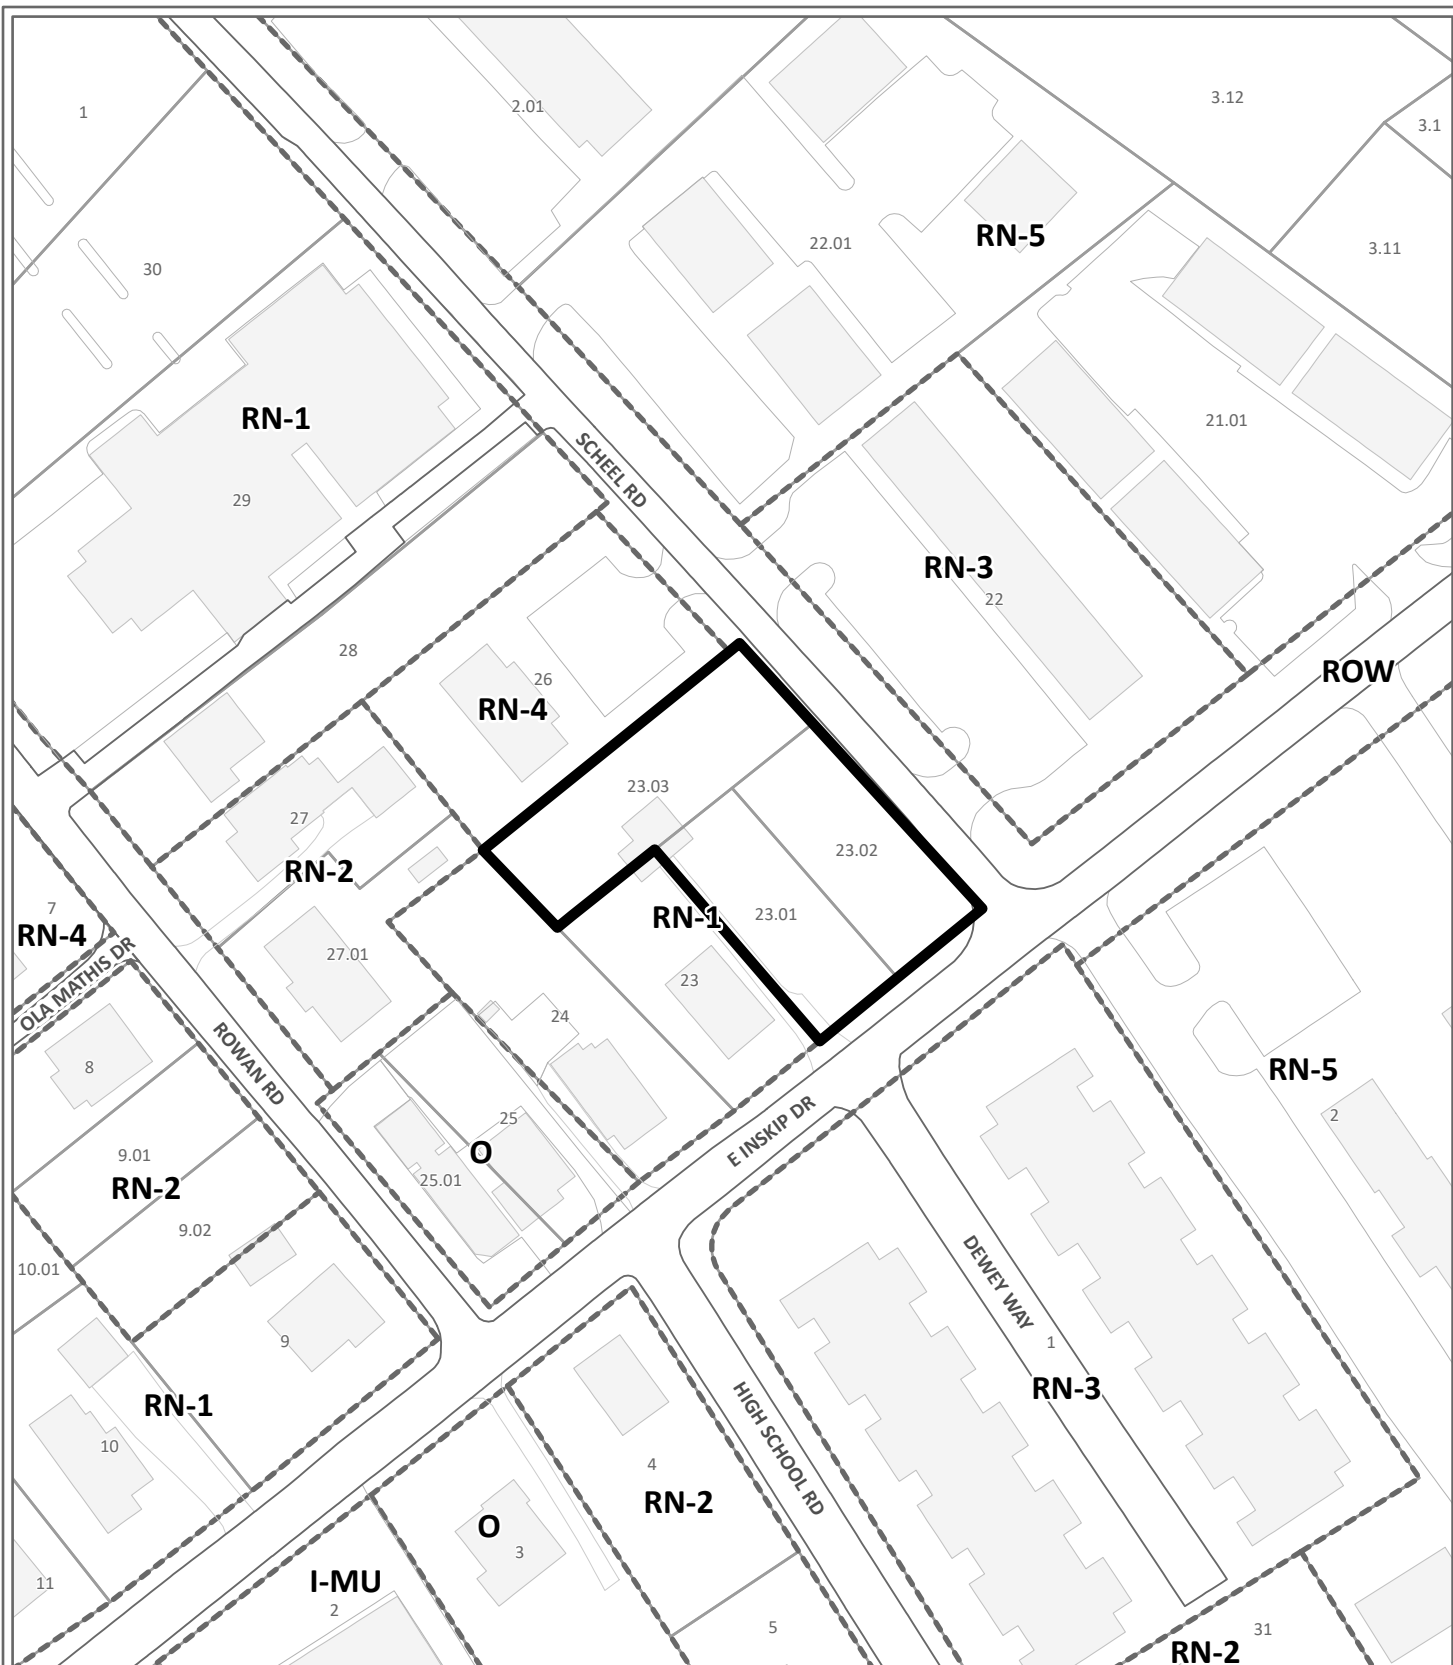 3.12
2.01
1
3.1
RN-5
22.01
3.11
30
RN-1
21.01
SCHEEL RD
29
RN-3
22
28
ROW
26
RN-4
23.03
27
23.02
RN-2
7
RN-4
23.01
RN-1
27.01
23
OLA MATHIS DR
24
ROWAN RD
8
RN-5
2
25
E INSKIP DR
O
9.01
25.01
RN-2
9.02
10.01
DEWEY WAY
9
1
RN-3
RN-1
HIGH SCHOOL RD
10
4
RN-2
O
3
I-MU
11
2
5
31
RN-2